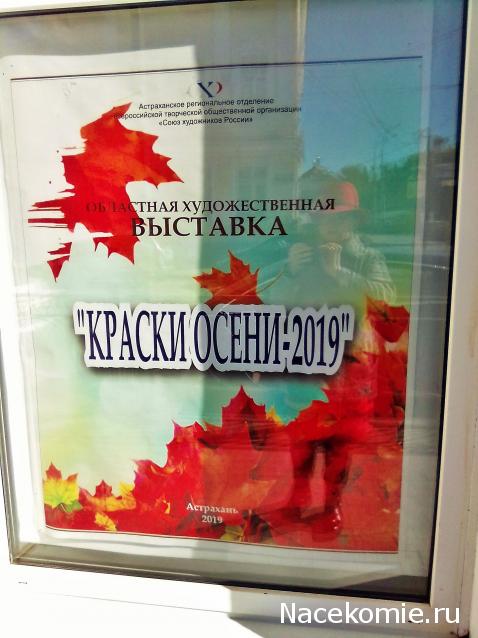 Астраханское региональное отделение
Всероссийской творческой общественной организации
«Союз художников России»
ОБЛАСТНАЯ ХУДОЖЕСТВЕННАЯ
ВЫСТАВКА
"КРАСКИ ОСЕНИ-2019"
Астрахань
2019
Nacekomie.ru